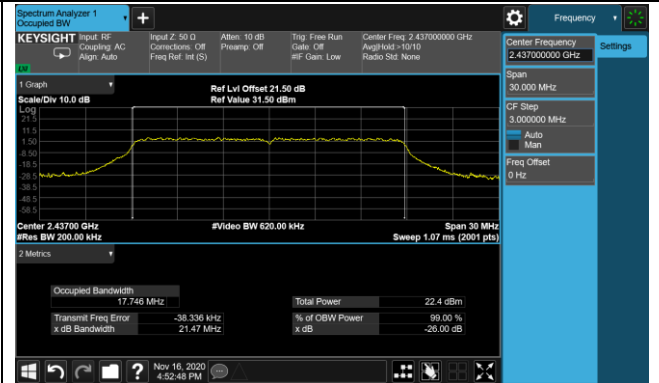 Spectrum Analyzer 1
Occupied BW
Frequency
KEYSIGHT
Input: RF
Coupling: AC
Align: Auto
Input Z: 50 Ω
Corrections: Off
Freq Ref: Int (S)
Atten: 10 dB
Preamp: Off
Trig: Free Run
Gate: Off
#IF Gain: Low
Center Freq: 2.437000000 GHz
Avg|Hold:>10/10
Radio Std: None
Center Frequency
2.437000000 GHz
Settings
Span
30.000 MHz
CF Step
3.000000 MHz
Auto
Man
Freq Offset
0 Hz
1 Graph
Scale/Div 10.0 dB
Ref Lvl Offset 21.50 dB
Ref Value 31.50 dBm
Log
21.5
11.5
1.50
-8.50
-18.5
-28.5
-38.5
-48.5
-58.5
Center 2.43700 GHz
#Res BW 200.00 kHz
#Video BW 620.00 kHz
Span 30 MHz
Sweep 1.07 ms (2001 pts)
2 Metrics
Occupied Bandwidth
17.746 MHz
Total Power 22.4 dBm
Transmit Freq Error -38.336 kHz
% of OBW Power 99.00 %
x dB Bandwidth 21.47 MHz
x dB -26.00 dB
?
Nov 16, 2020
4:52:48 PM